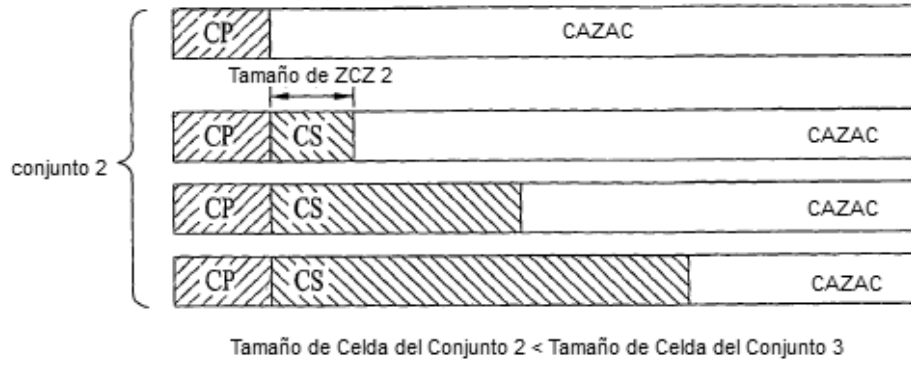 CP CAZAC
Tamaño de ZCZ 2
CP CS CAZAC
conjunto 2
CP CS CAZAC
CP CS CAZAC
Tamaño de Celda del Conjunto 2 < Tamaño de Celda del Conjunto 3